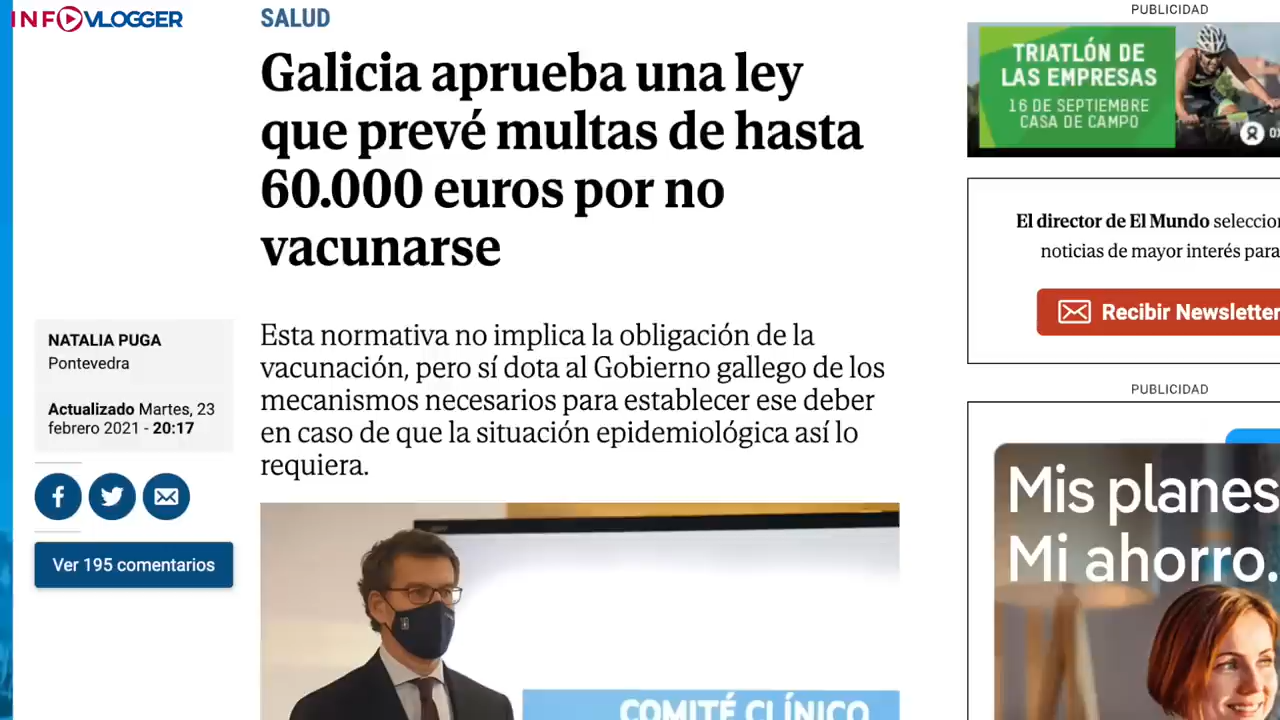 INFOVLOGGER
SALUD
Galicia aprueba una ley
que prevé multas de hasta
60.000 euros por no
vacunarse
NATALIA PUGA
Pontevedra
Actualizado Martes, 23
febrero 2021 - 20:17
Ver 195 comentarios
Esta normativa no implica la obligación de la
vacunación, pero sí dota al Gobierno gallego de los
mecanismos necesarios para establecer ese deber
en caso de que la situación epidemiológica así lo
requiera.
COMITÉ CLÍNICO
PUBLICIDAD
TRIATLÓN DE
LAS EMPRESAS
16 DE SEPTIEMBRE
CASA DE CAMPO
El director de El Mundo
noticias de mayor interés para
Recibir Newsletter
PUBLICIDAD
Mis planes
Mi ahorro.